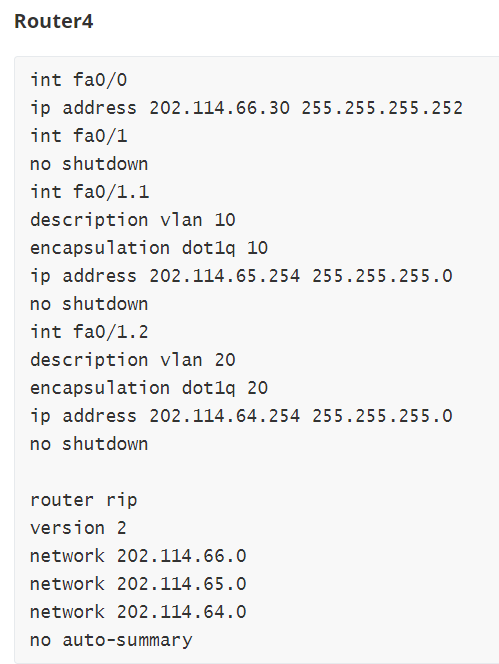 Router4
int fa0/0
ip address 202.114.66.30 255.255.255.252
int fa0/1
no shutdown
int fa0/1.1
description vlan 10
encapsulation dot1q 10
ip address 202.114.65.254 255.255.255.0
no shutdown
int fa0/1.2
description vlan 20
encapsulation dot1q 20
ip address 202.114.64.254 255.255.255.0
no shutdown

router rip
version 2
network 202.114.66.0
network 202.114.65.0
network 202.114.64.0
no auto-summary